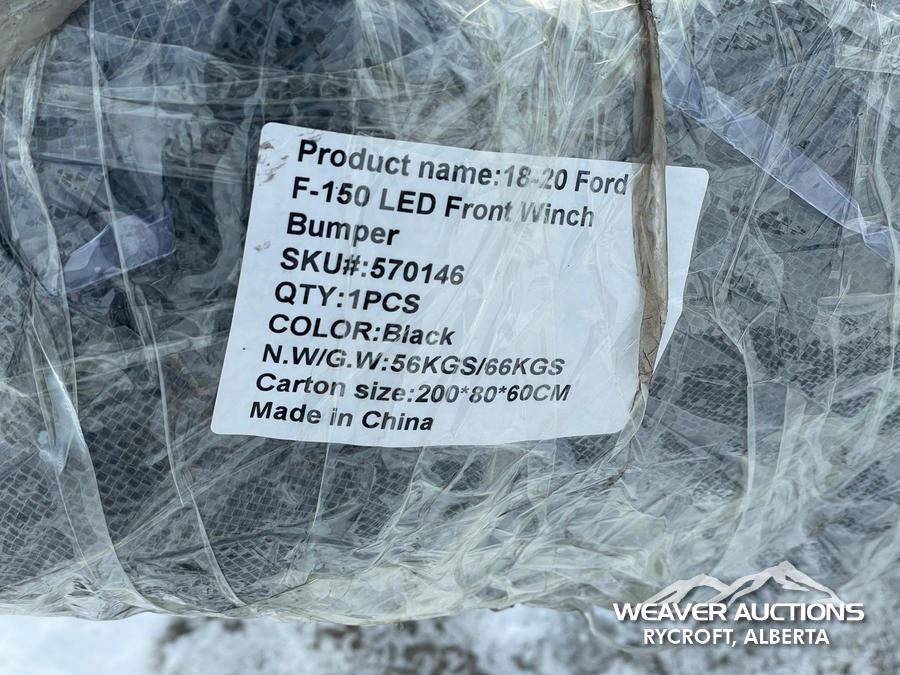 Product name:18-20 Ford
F-150 LED Front Winch
Bumper
SKU#:570146
QTY:1PCS
COLOR:Black
N.W/G.W:56KGS/66KGS
Carton size:200*80*60CM
Made in China
WEAVER AUCTIONS
RYCROFT, ALBERTA